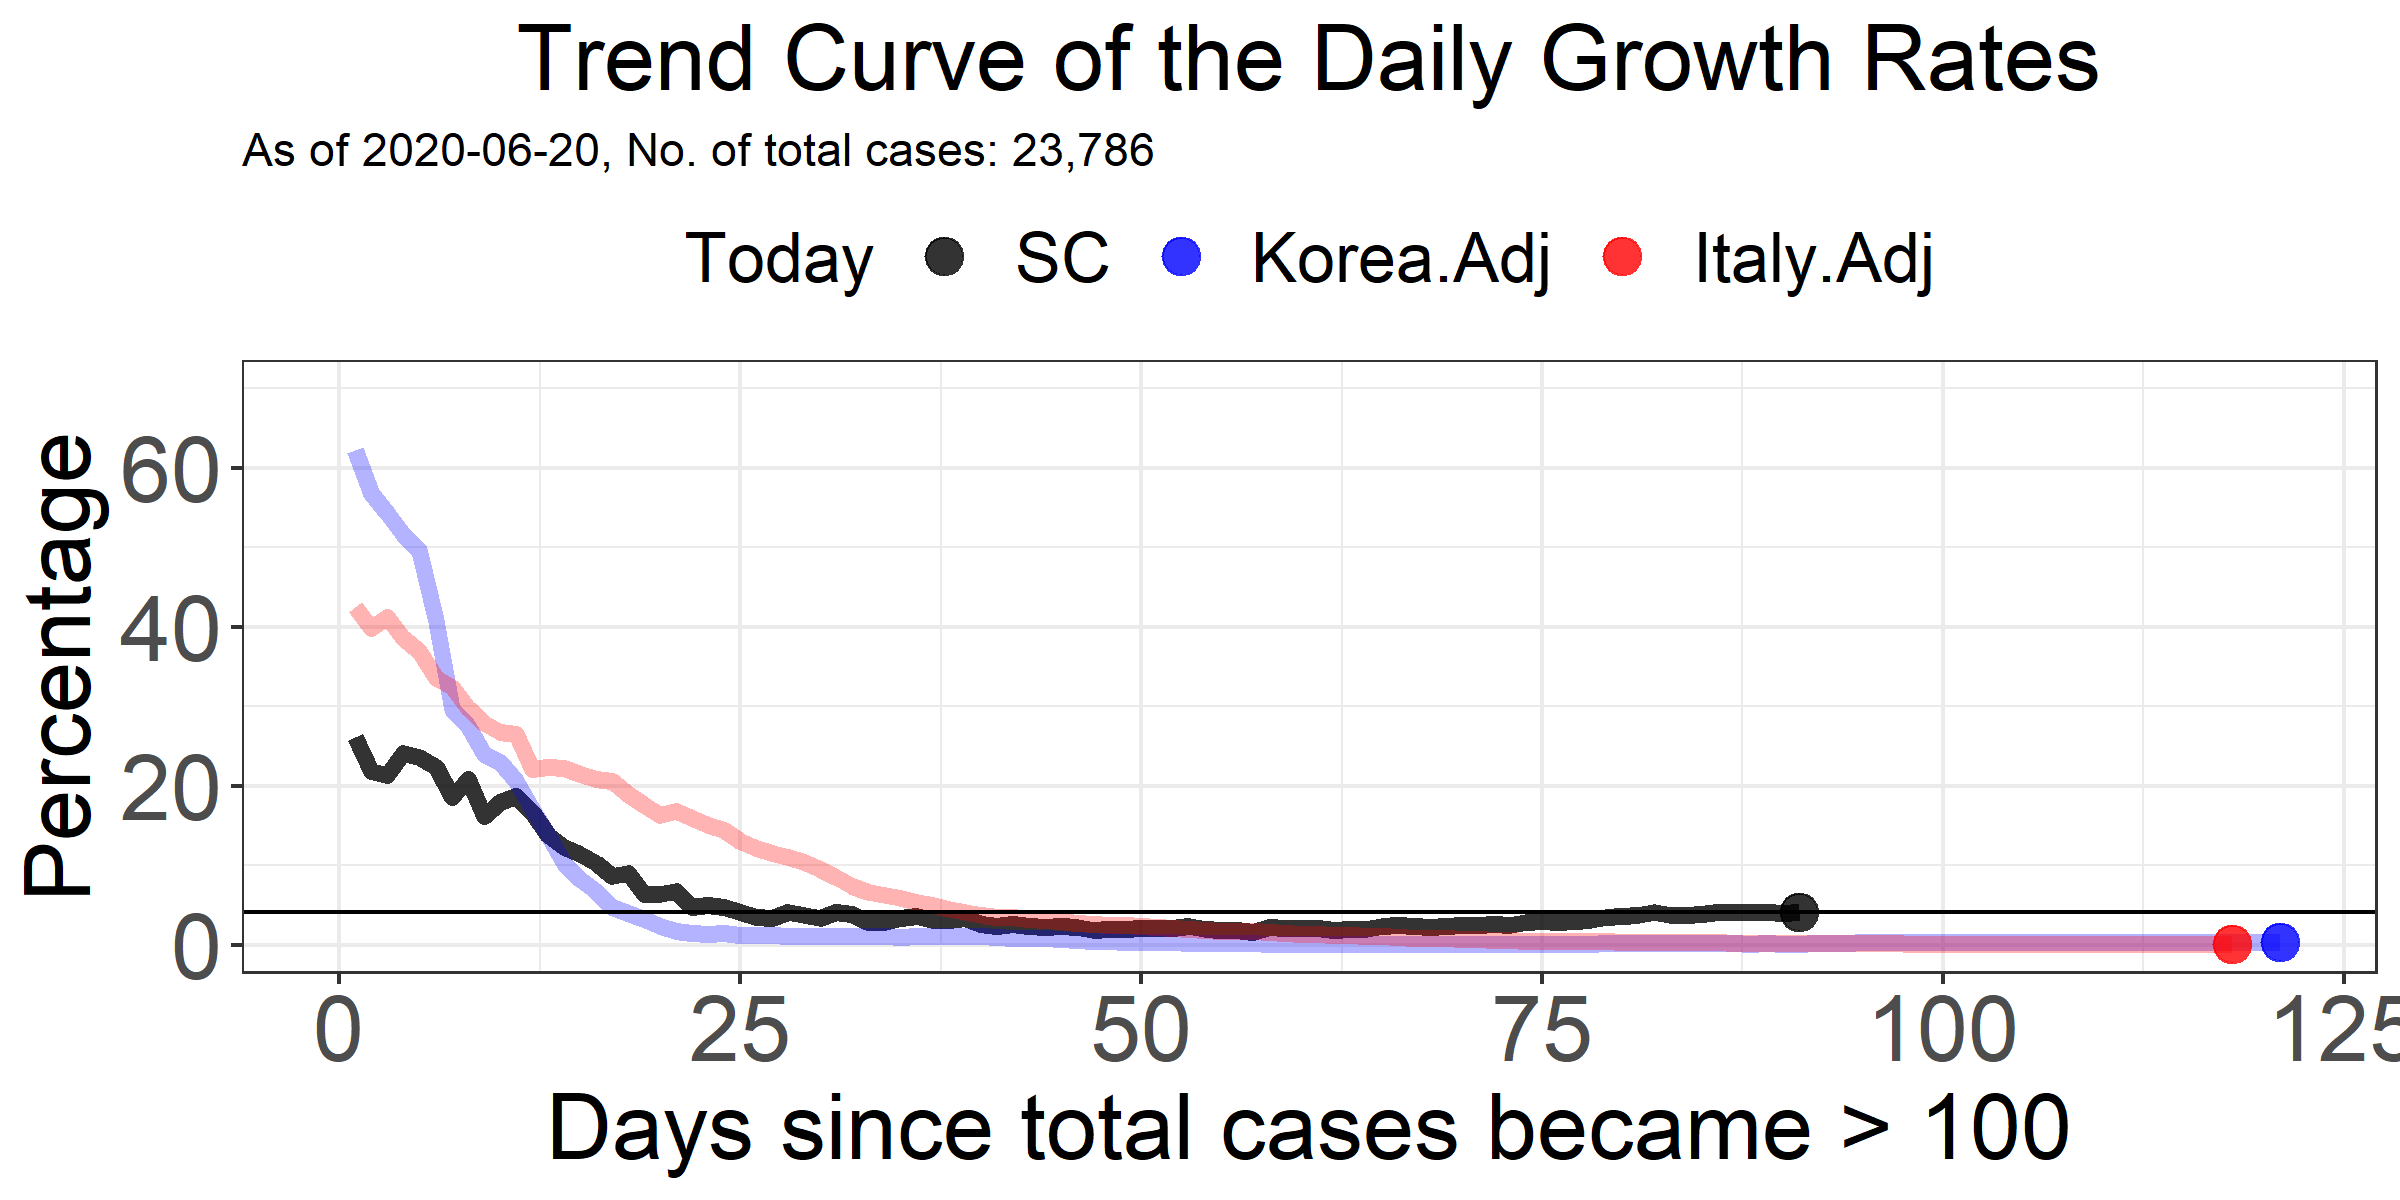 Trend Curve of the Daily Growth Rates
As of 2020-06-20, No. of total cases: 23,786
Today SC Korea.Adj Italy.Adj
Percentage
60
40
20
0
0 25 50 75 100 125
Days since total cases became > 100